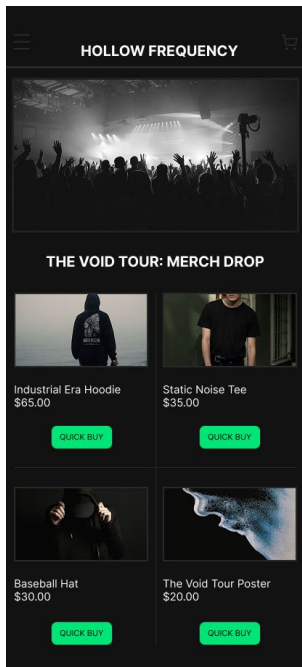 HOLLOW FREQUENCY
THE VOID TOUR: MERCH DROP
Industrial Era Hoodie
$65.00
Static Noise Tee
$35.00
QUICK BUY
QUICK BUY
Baseball Hat
$30.00
The Void Tour Poster
$20.00
QUICK BUY
QUICK BUY